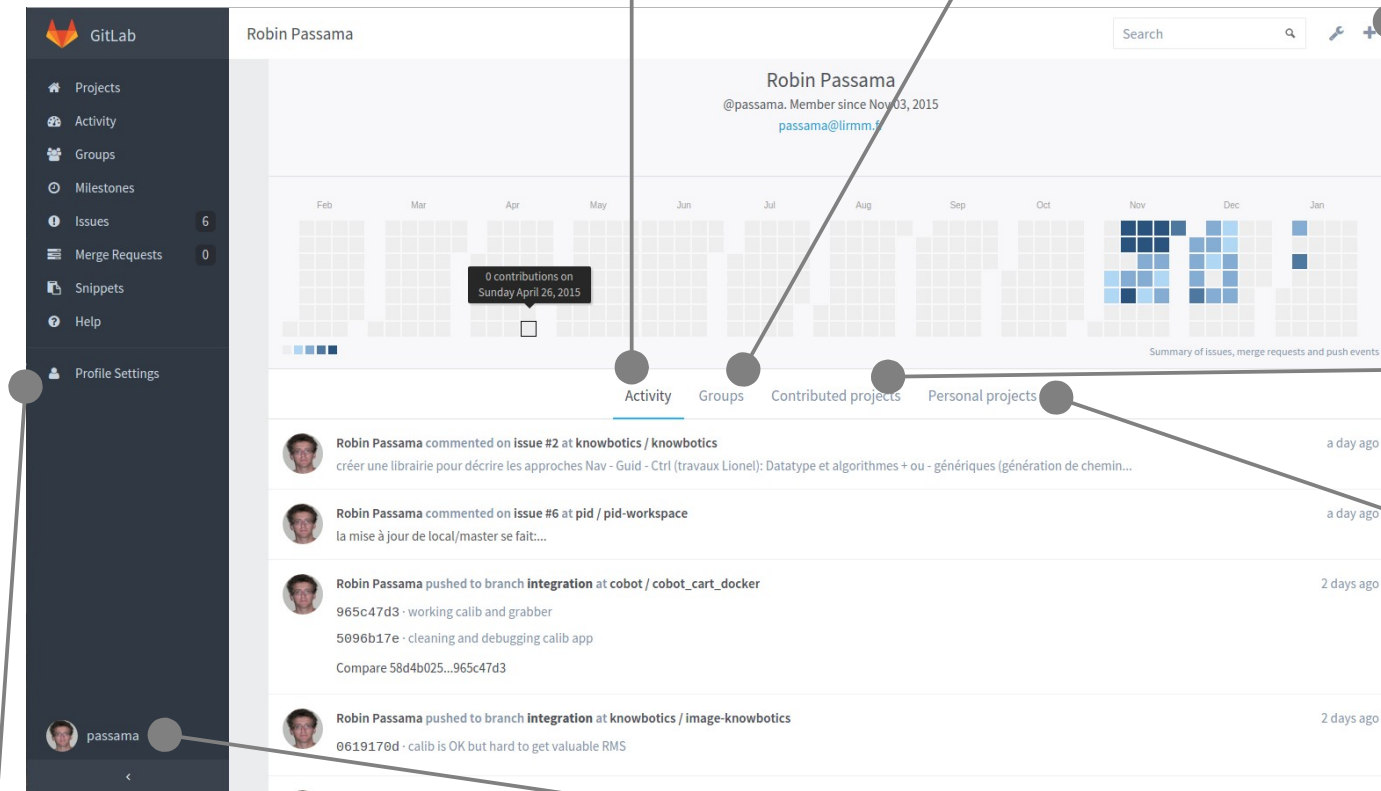 GitLab
Robin Passama
Search
Projects
Activity
Groups
Milestones
Issues 6
Merge Requests 0
Snippets
Help
Profile Settings
passama
Robin Passama
@passama. Member since Nov 03, 2015
passama@lirmm.fr
Feb Mar Apr May Jun Jul Aug Sep Oct Nov Dec Jan
0 contributions on
Sunday April 26, 2015
Summary of issues, merge requests and push events
Activity Groups Contributed projects Personal projects
Robin Passama commented on issue #2 at knowbotics / knowbotics a day ago
créer une librairie pour décrire les approches Nav - Guid - Ctrl (travaux Lionel): Datatype et algorithmes + ou - génériques (génération de chemin...
Robin Passama commented on issue #6 at pid / pid-workspace a day ago
la mise à jour de local/master se fait:...
Robin Passama pushed to branch integration at cobot / cobot_cart_docker 2 days ago
965c47d3 · working calib and grabber
5096b17e · cleaning and debugging calib app
Compare 58d4b025...965c47d3
Robin Passama pushed to branch integration at knowbotics / image-knowbotics 2 days ago
0619170d · calib is OK but hard to get valuable RMS